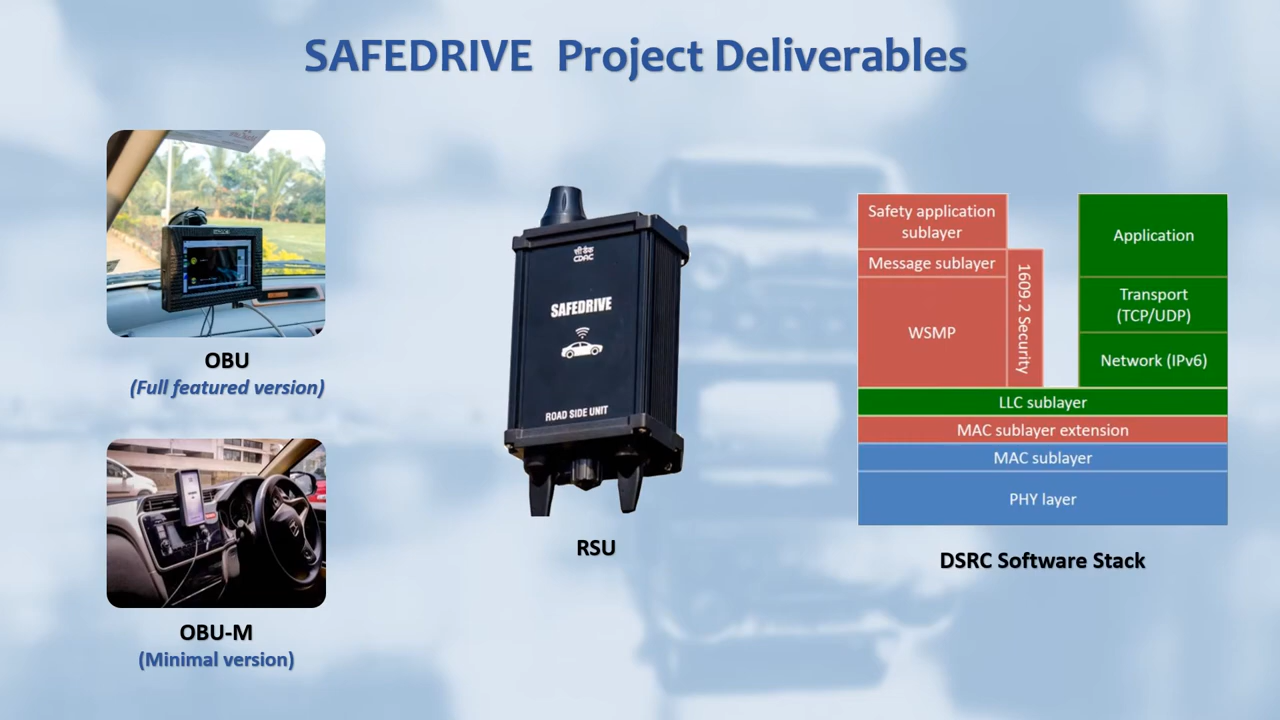 SAFEDRIVE Project Deliverables
OBU
(Full featured version)
OBU-M
(Minimal version)
सी डैक
CDAC
SAFEDRIVE
ROAD SIDE UNIT
RSU
Safety application
sublayer
Message sublayer
WSMP
1609.2 Security
Application
Transport
(TCP/UDP)
Network (IPv6)
LLC sublayer
MAC sublayer extension
MAC sublayer
PHY layer
DSRC Software Stack